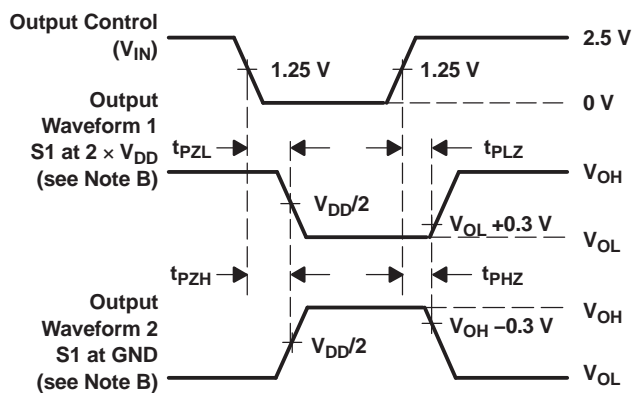 Output Control
(VIN)
2.5 V
1.25 V
1.25 V
0 V
Output
Waveform 1
S1 at 2 × VDD
(see Note B)
tPZL
tPLZ
VOH
VDD/2
VOL +0.3 V
VOL
tPZH
tPHZ
Output
Waveform 2
S1 at GND
(see Note B)
VOH
VOH −0.3 V
VDD/2
VOL